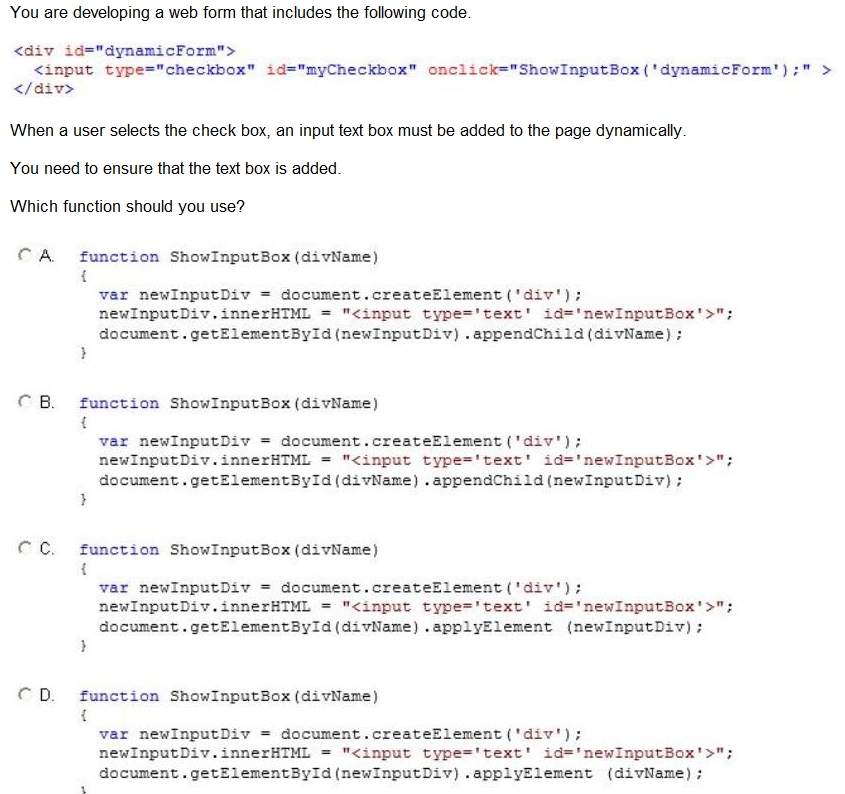 You are developing a web form that includes the following code.
<div id="dynamicForm">
<input type="checkbox" id="myCheckbox" onclick="ShowInputBox('dynamicForm');" >
</div>
When a user selects the check box, an input text box must be added to the page dynamically.
You need to ensure that the text box is added.
Which function should you use?
A. function ShowInputBox(divName)
{
var newInputDiv = document.createElement('div');
newInputDiv.innerHTML = "<input type='text' id='newInputBox'>";
document.getElementById(newInputDiv).appendChild(divName);
}
B. function ShowInputBox(divName)
{
var newInputDiv = document.createElement('div');
newInputDiv.innerHTML = "<input type='text' id='newInputBox'>";
document.getElementById(divName).appendChild(newInputDiv);
}
C. function ShowInputBox(divName)
{
var newInputDiv = document.createElement('div');
newInputDiv.innerHTML = "<input type='text' id='newInputBox'>";
document.getElementById(divName).applyElement (newInputDiv);
}
D. function ShowInputBox(divName)
{
var newInputDiv = document.createElement('div');
newInputDiv.innerHTML = "<input type='text' id='newInputBox'>";
document.getElementById(newInputDiv).applyElement (divName);
}